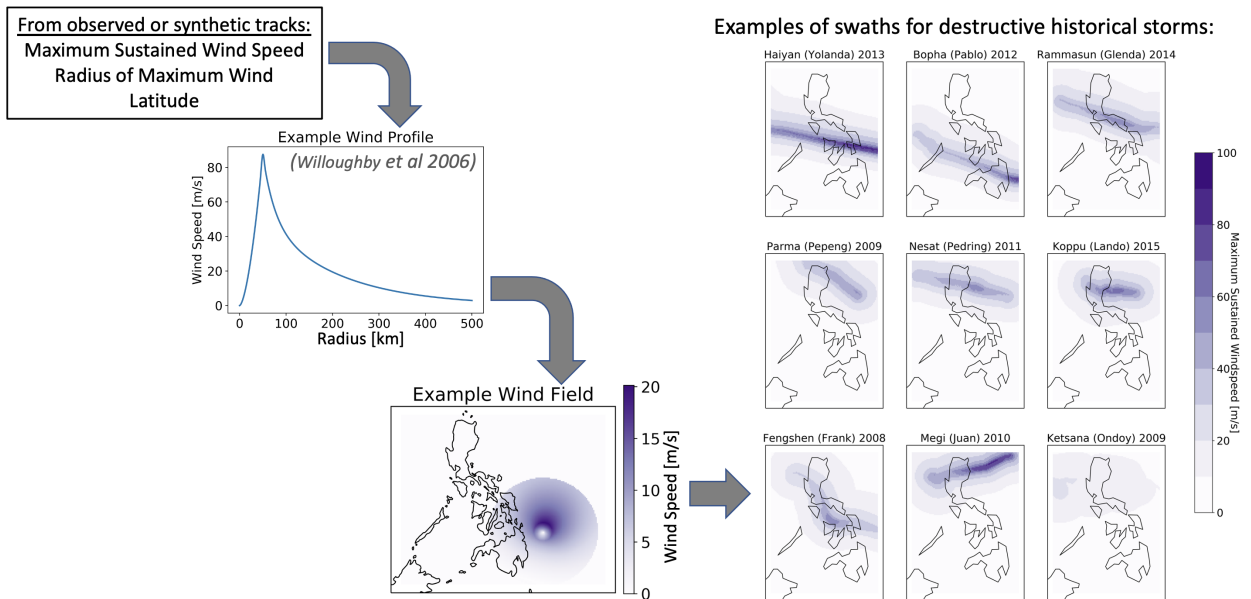 From observed or synthetic tracks:
Maximum Sustained Wind Speed
Radius of Maximum Wind
Latitude
Example Wind Profile
(Willoughby et al 2006)
Wind Speed [m/s]
80
60
40
20
0
0 100 200 300 400 500
Radius [km]
Example Wind Field
20
15
10
5
0
Wind Speed [m/s]
Examples of swaths for destructive historical storms:
Haiyan (Yolanda) 2013 Bopha (Pablo) 2012 Rammasun (Glenda) 2014
Parma (Pepeng) 2009 Nesat (Pedring) 2011 Koppu (Lando) 2015
Fengshen (Frank) 2008 Megi (Juan) 2010 Ketsana (Ondoy) 2009
100
80
60
40
20
0
Maximum Sustained Windspeed [m/s]